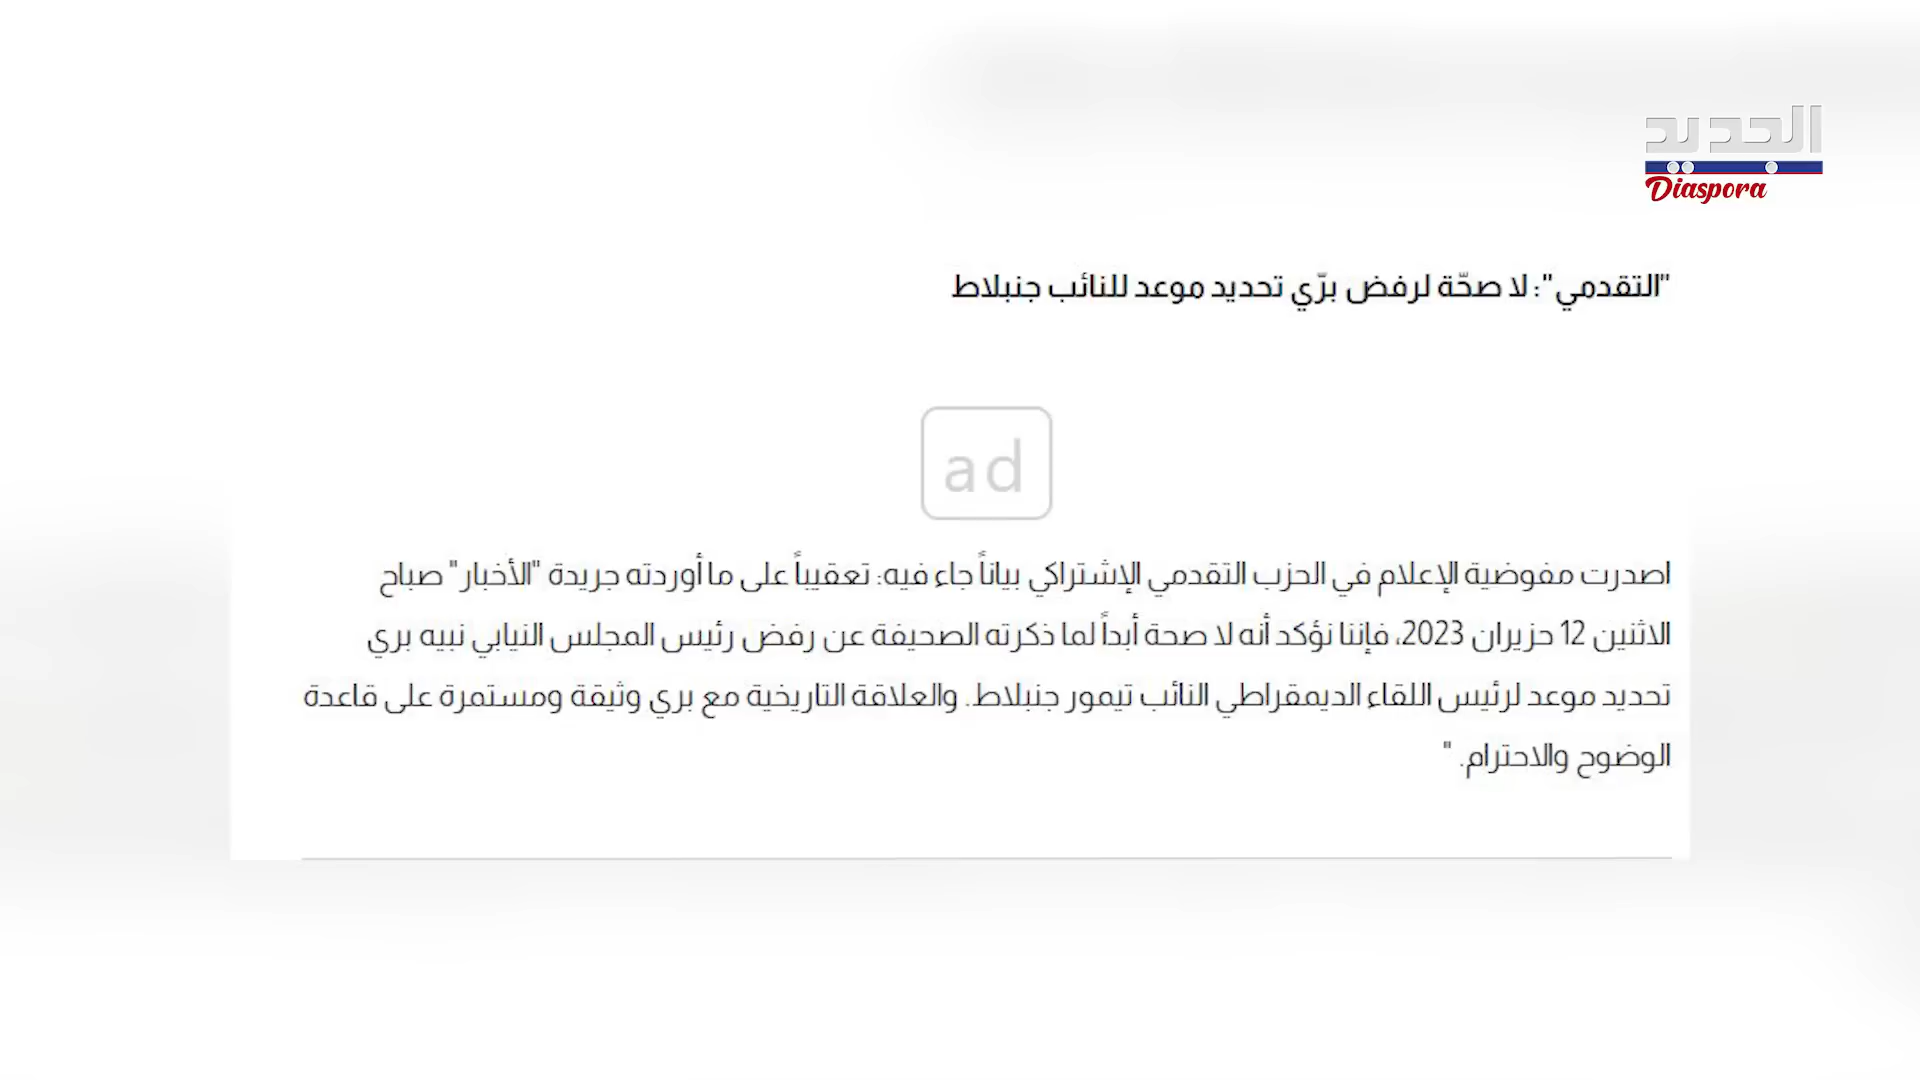 الجديد
Diaspora
"التقدمي": لا صحّة لرفض برّي تحديد موعد للنائب جنبلاط
ad
اصدرت مفوضية الإعلام في الحزب التقدمي الإشتراكي بياناً جاء فيه: تعقيباً على ما أوردته جريدة "الأخبار" صباح
الاثنين 12 حزيران 2023، فإننا نؤكد أنه لا صحة أبداً لما ذكرته الصحيفة عن رفض رئيس المجلس النيابي نبيه بري
تحديد موعد لرئيس اللقاء الديمقراطي النائب تيمور جنبلاط. والعلاقة التاريخية مع بري وثيقة ومستمرة على قاعدة
الوضوح والاحترام. "